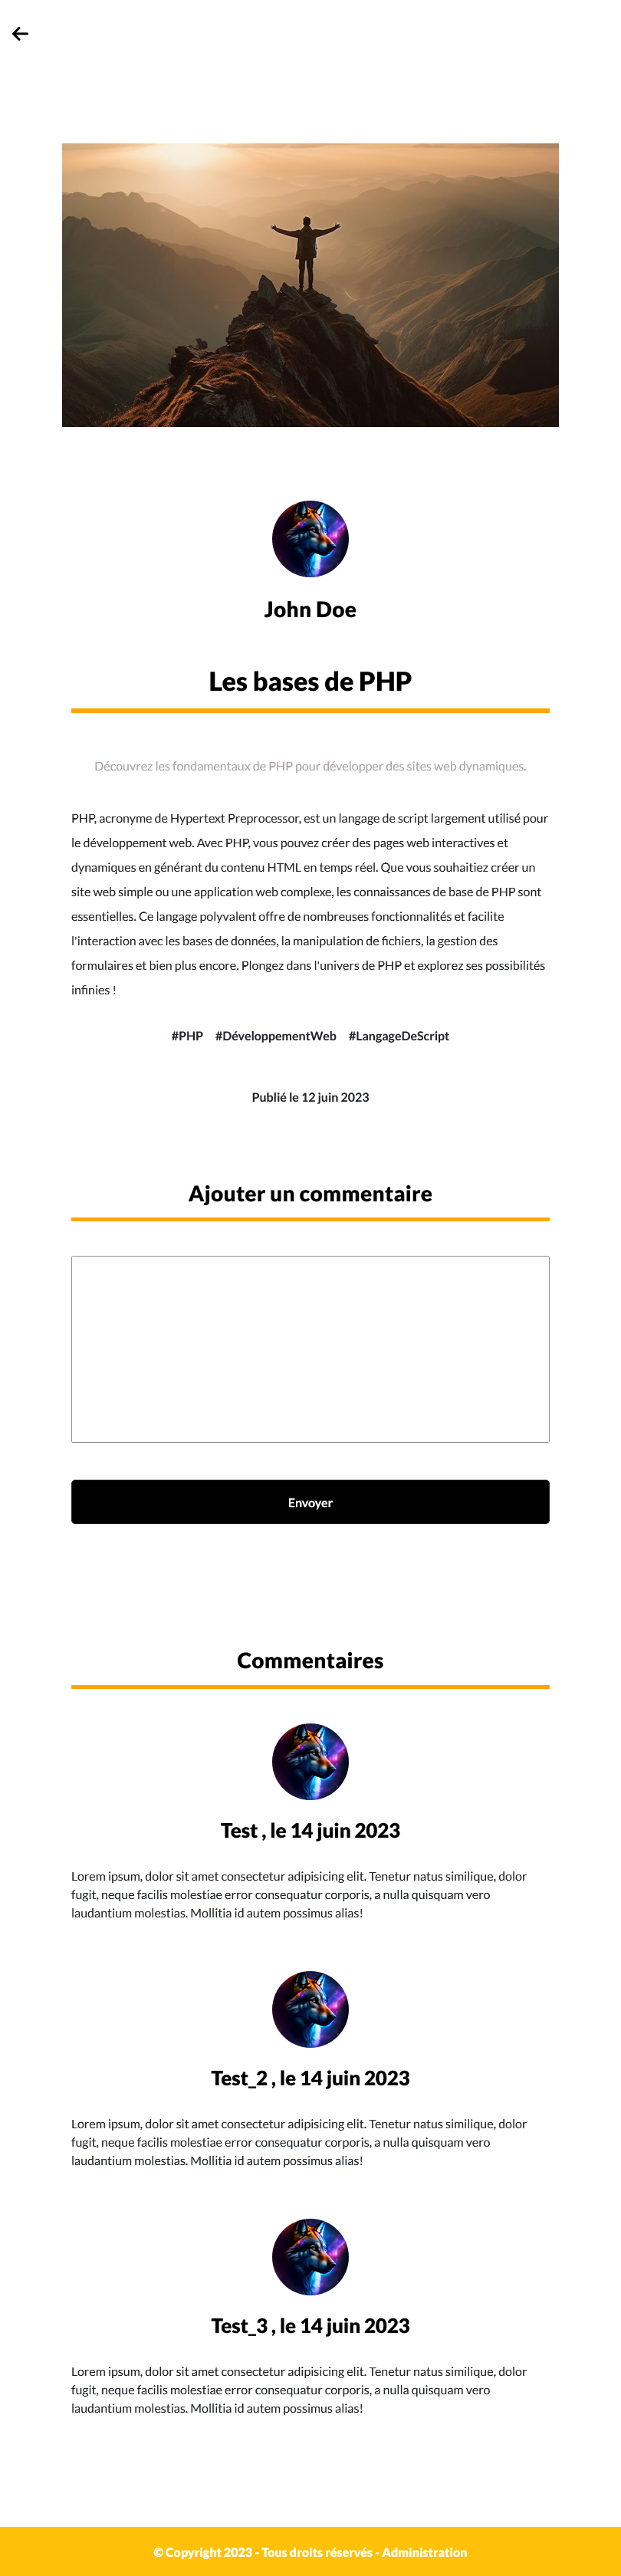 John Doe
Les bases de PHP
Découvrez les fondamentaux de PHP pour développer des sites web dynamiques.
PHP, acronyme de Hypertext Preprocessor, est un langage de script largement utilisé pour
le développement web. Avec PHP, vous pouvez créer des pages web interactives et
dynamiques en générant du contenu HTML en temps réel. Que vous souhaitiez créer un
site web simple ou une application web complexe, les connaissances de base de PHP sont
essentielles. Ce langage polyvalent offre de nombreuses fonctionnalités et facilite
l'interaction avec les bases de données, la manipulation de fichiers, la gestion des
formulaires et bien plus encore. Plongez dans l'univers de PHP et explorez ses possibilités
infinies !
#PHP #DéveloppementWeb #LangageDeScript
Publié le 12 juin 2023
Ajouter un commentaire
Envoyer
Commentaires
Test , le 14 juin 2023
Lorem ipsum, dolor sit amet consectetur adipisicing elit. Tenetur natus similique, dolor
fugit, neque facilis molestiae error consequatur corporis, a nulla quisquam vero
laudantium molestias. Mollitia id autem possimus alias!
Test_2 , le 14 juin 2023
Lorem ipsum, dolor sit amet consectetur adipisicing elit. Tenetur natus similique, dolor
fugit, neque facilis molestiae error consequatur corporis, a nulla quisquam vero
laudantium molestias. Mollitia id autem possimus alias!
Test_3 , le 14 juin 2023
Lorem ipsum, dolor sit amet consectetur adipisicing elit. Tenetur natus similique, dolor
fugit, neque facilis molestiae error consequatur corporis, a nulla quisquam vero
laudantium molestias. Mollitia id autem possimus alias!
© Copyright 2023 - Tous droits réservés - Administration